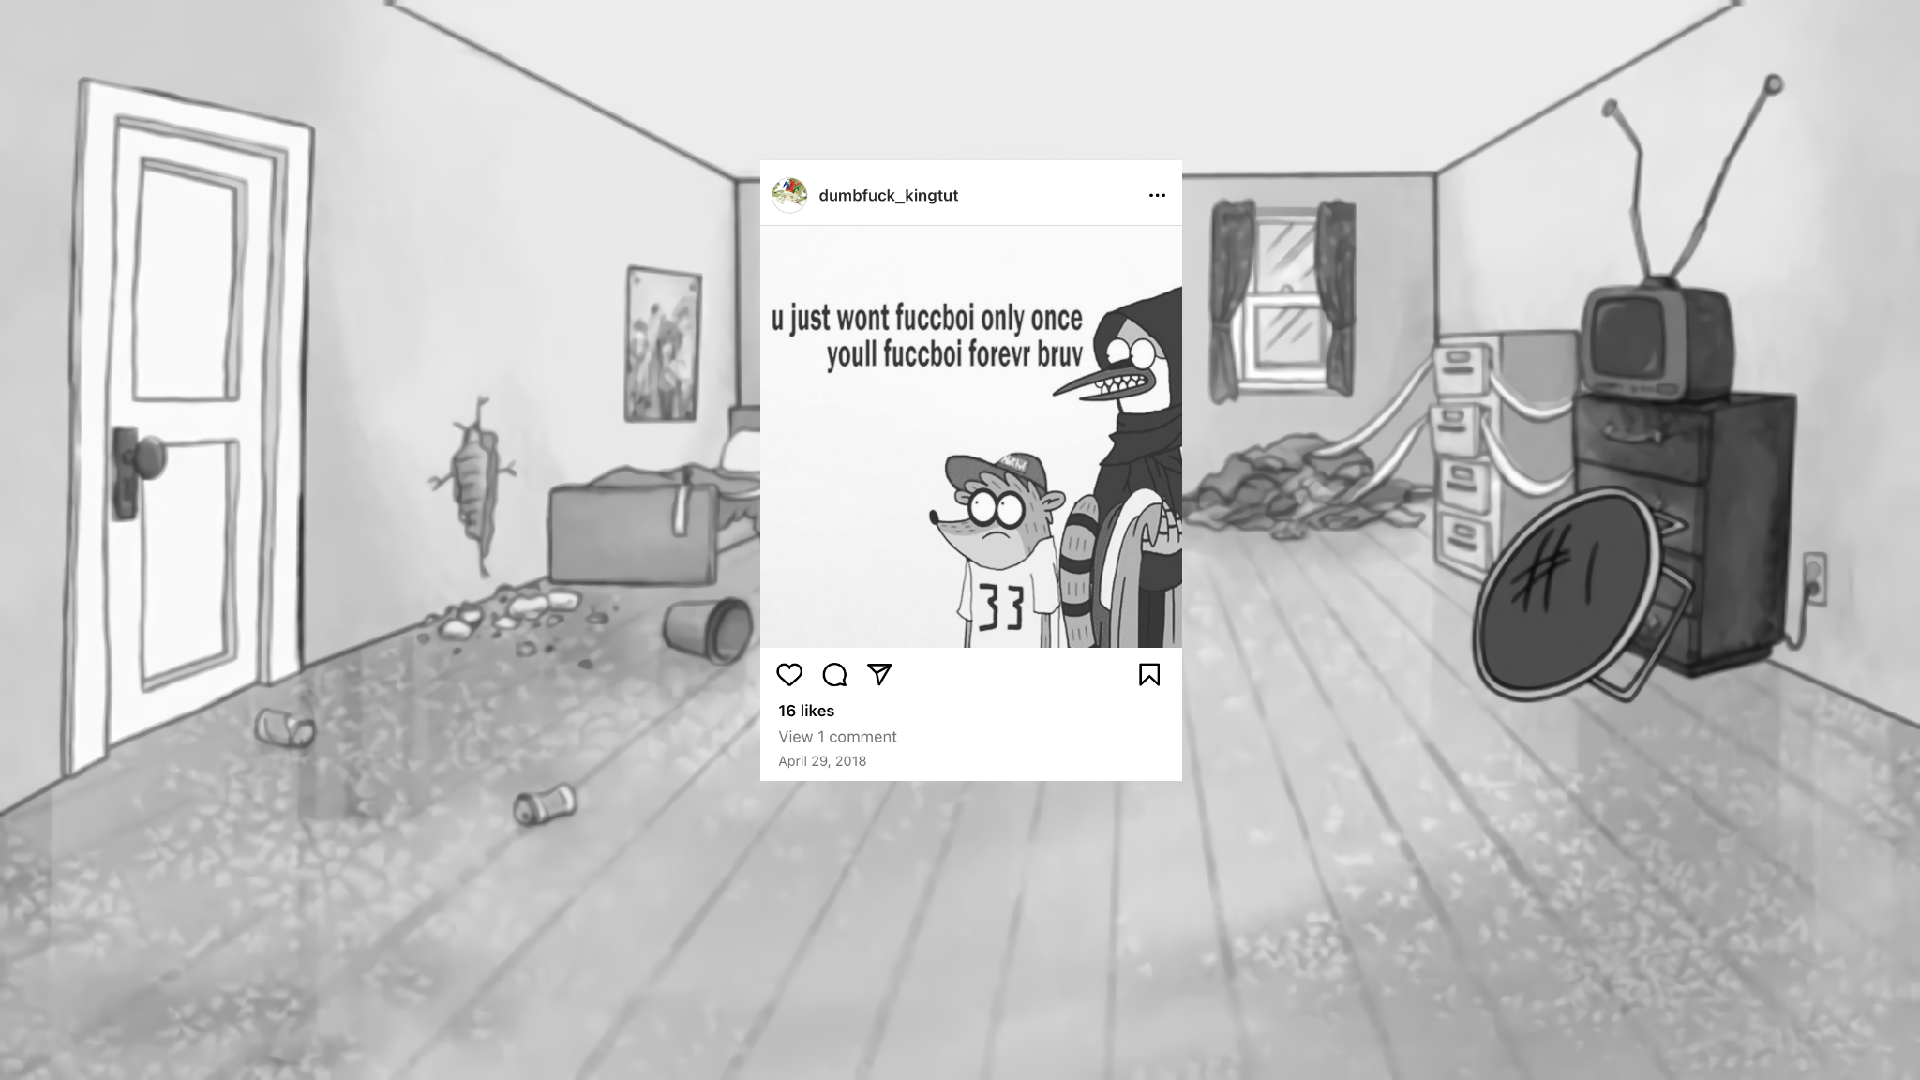 dumbfuck_kingtut
u just wont fuccboi only once
youll fuccboi forevr bruv
33
#1
16 likes
View 1 comment
April 29, 2018